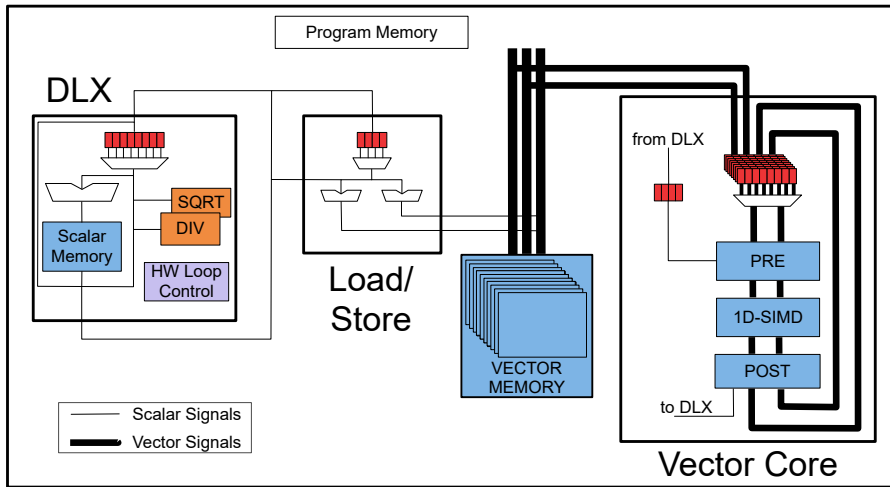 Program Memory
DLX
SQRT
DIV
Scalar
Memory
HW Loop
Control
Load/
Store
VECTOR
MEMORY
from DLX
PRE
1D-SIMD
POST
to DLX
Vector Core
Scalar Signals
Vector Signals